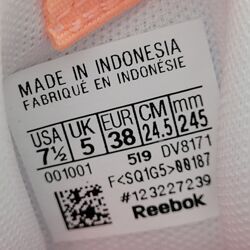 MADE IN INDONESIA
FABRIQUÉ EN INDONÉSIE
USA UK EUR CM mm
7½ 5 38 24.5 245
001001 519 DV8171
F<SQ1G5>00187
#123227239
Reebok